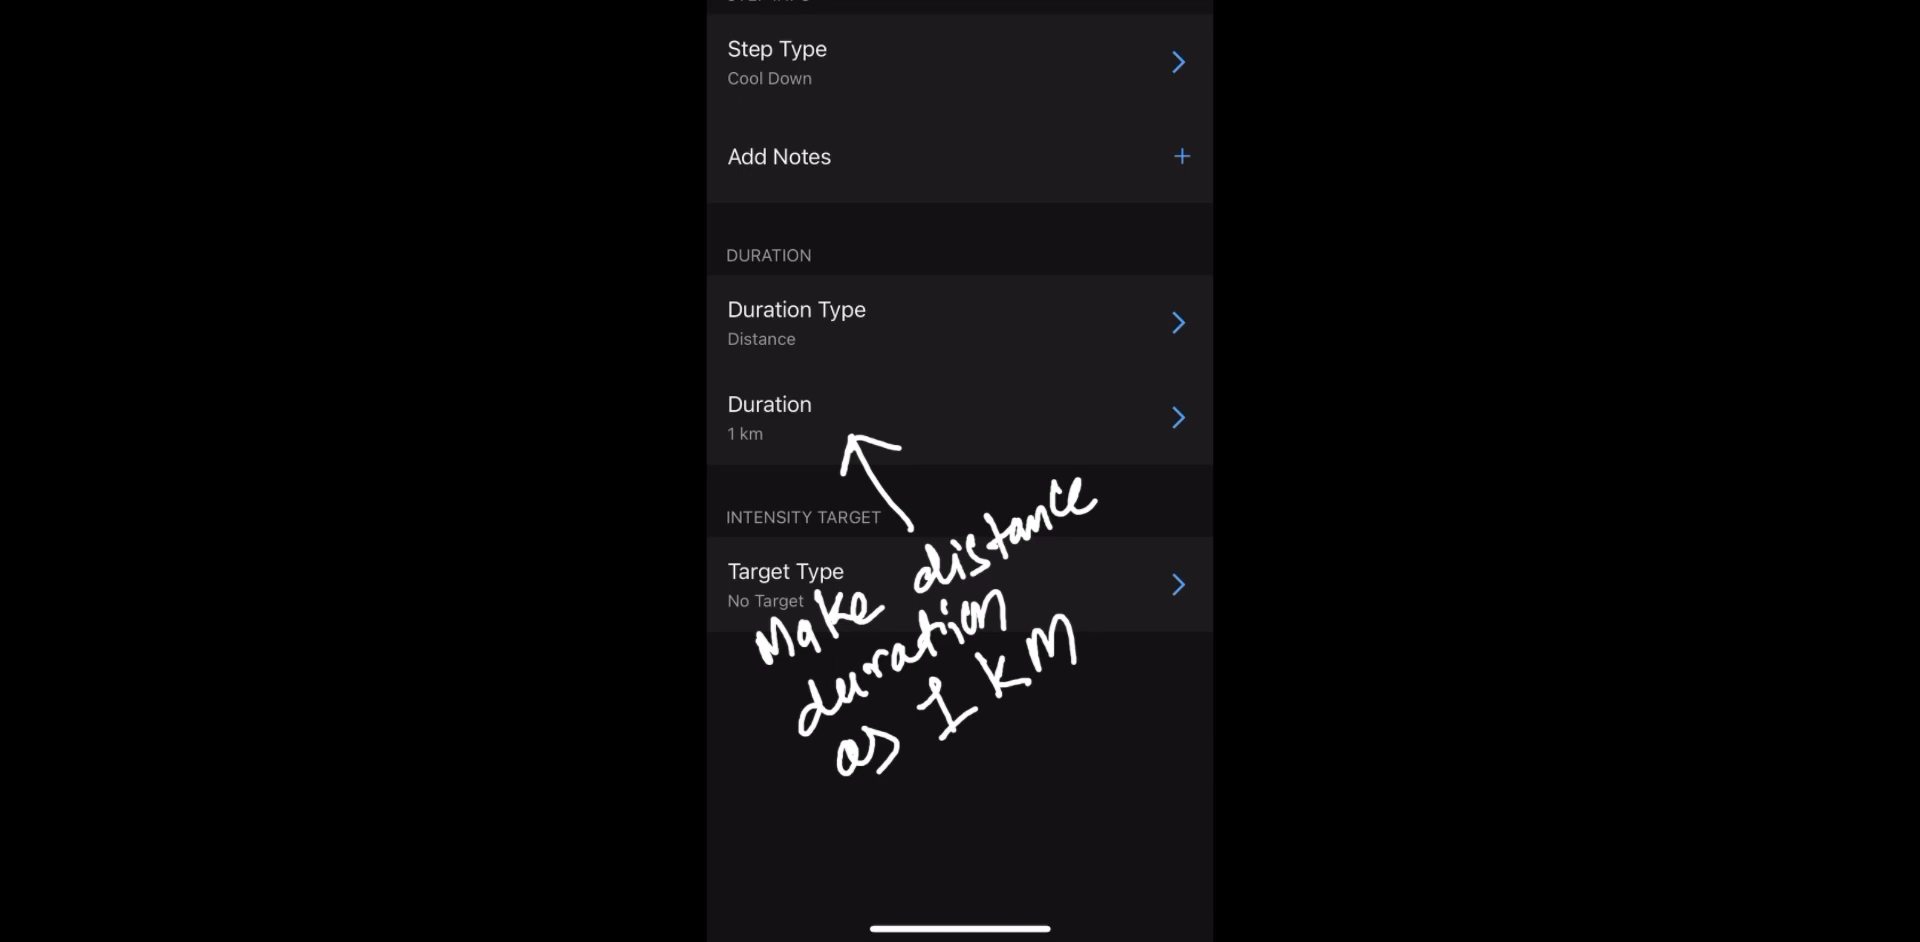 Step Type
Cool Down
Add Notes
DURATION
Duration Type
Distance
Duration
1 km
INTENSITY TARGET
Target Type
No Target
Make distance
duration
as 1 KM